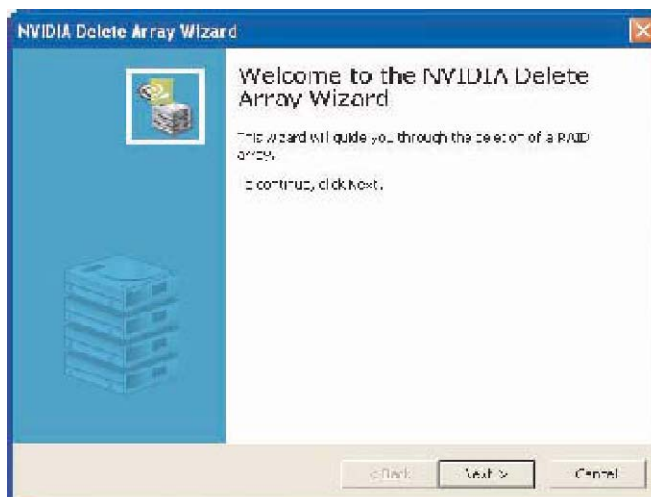 NVIDIA Delete Array Wizard
Welcome to the NVIDIA Delete
Array Wizard
This wizard will guide you through the deletion of a RAID
array.
To continue, click Next.
< Back
Next >
Cancel